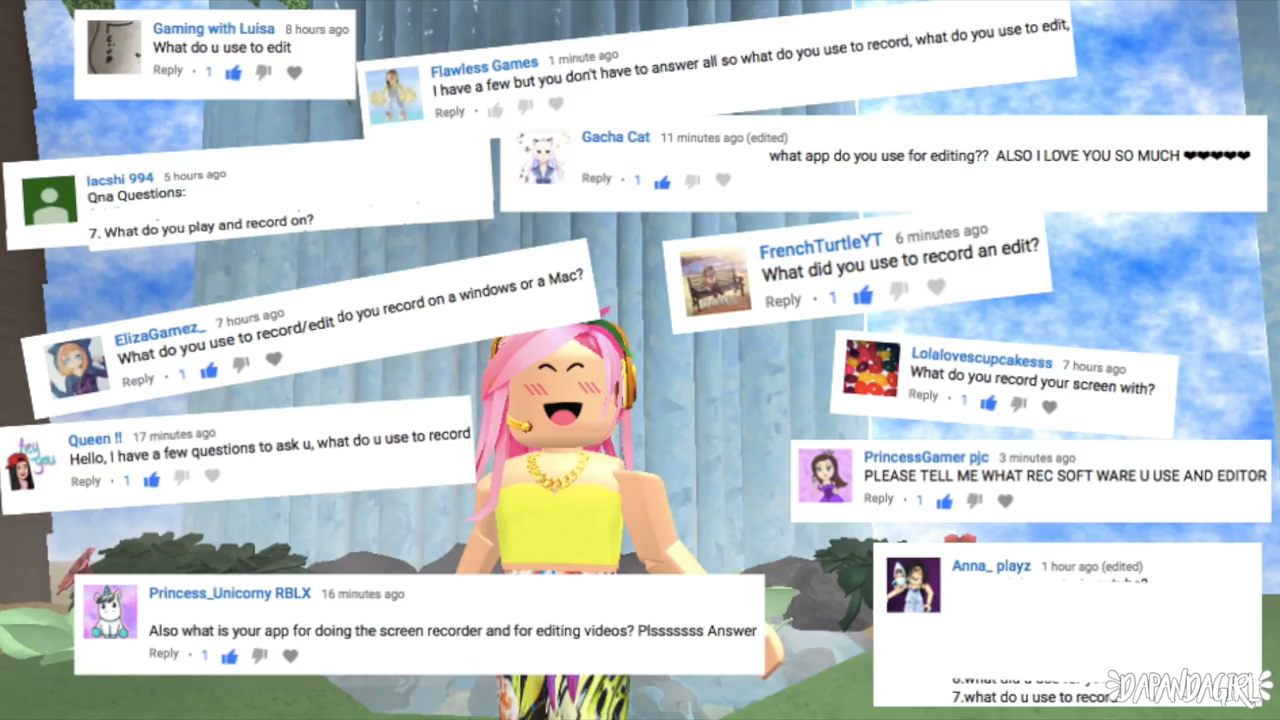 Gaming with Luisa 8 hours ago
What do u use to edit
Reply · 1
Flawless Games 1 minute ago
I have a few but you don't have to answer all so what do you use to record, what do you use to edit,
Reply ·
Gacha Cat 11 minutes ago (edited)
what app do you use for editing?? ALSO I LOVE YOU SO MUCH ❤❤❤❤❤
Reply · 1
lacshi 994 5 hours ago
Qna Questions:
7. What do you play and record on?
FrenchTurtleYT 6 minutes ago
What did you use to record an edit?
Reply · 1
ElizaGamez_ 7 hours ago
What do you use to record/edit do you record on a windows or a Mac?
Reply · 1
Lolalovescupcakesss 7 hours ago
What do you record your screen with?
Reply · 1
Queen !! 17 minutes ago
Hello, I have a few questions to ask u, what do u use to record
Reply · 1
hey you
PrincessGamer pjc 3 minutes ago
PLEASE TELL ME WHAT REC SOFT WARE U USE AND EDITOR
Reply · 1
Anna_ playz 1 hour ago (edited)
7.what do u use to record
Princess_Unicorny RBLX 16 minutes ago
Also what is your app for doing the screen recorder and for editing videos? Plsssssss Answer
Reply · 1
DAPANDAGIRL